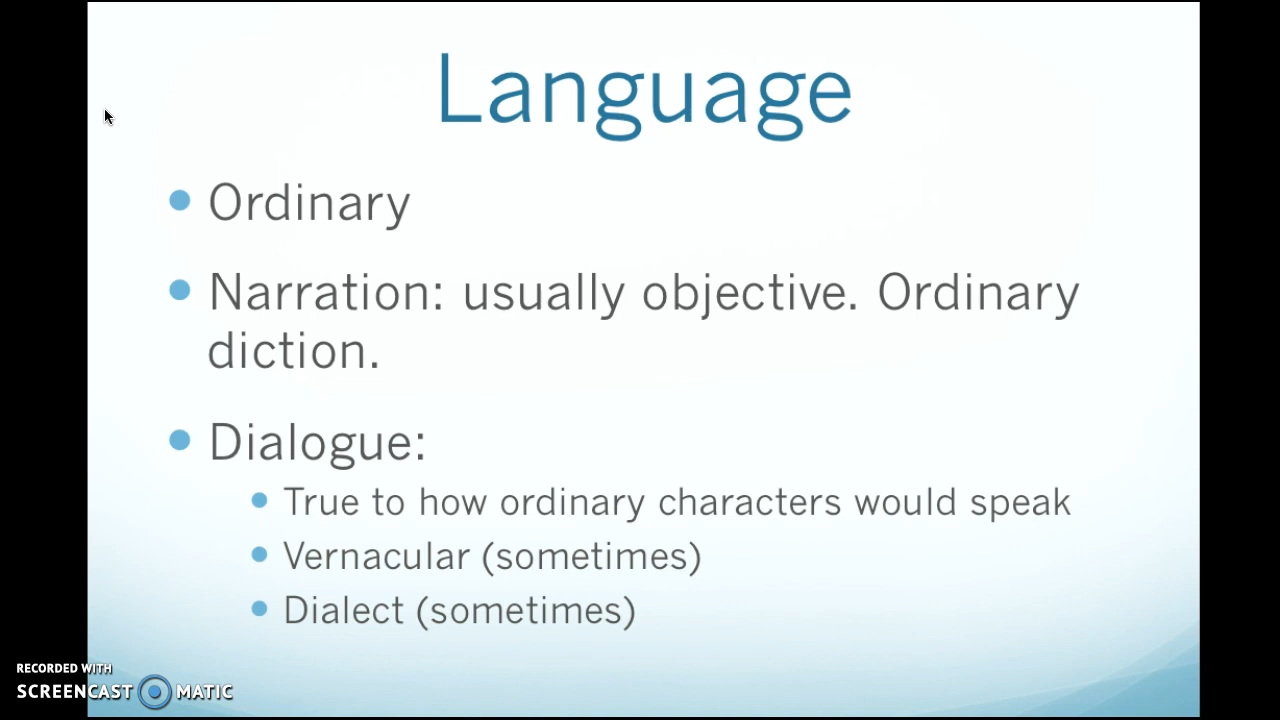 Language
Ordinary
Narration: usually objective. Ordinary
diction.
Dialogue:
True to how ordinary characters would speak
Vernacular (sometimes)
Dialect (sometimes)
RECORDED WITH
SCREENCAST MATIC